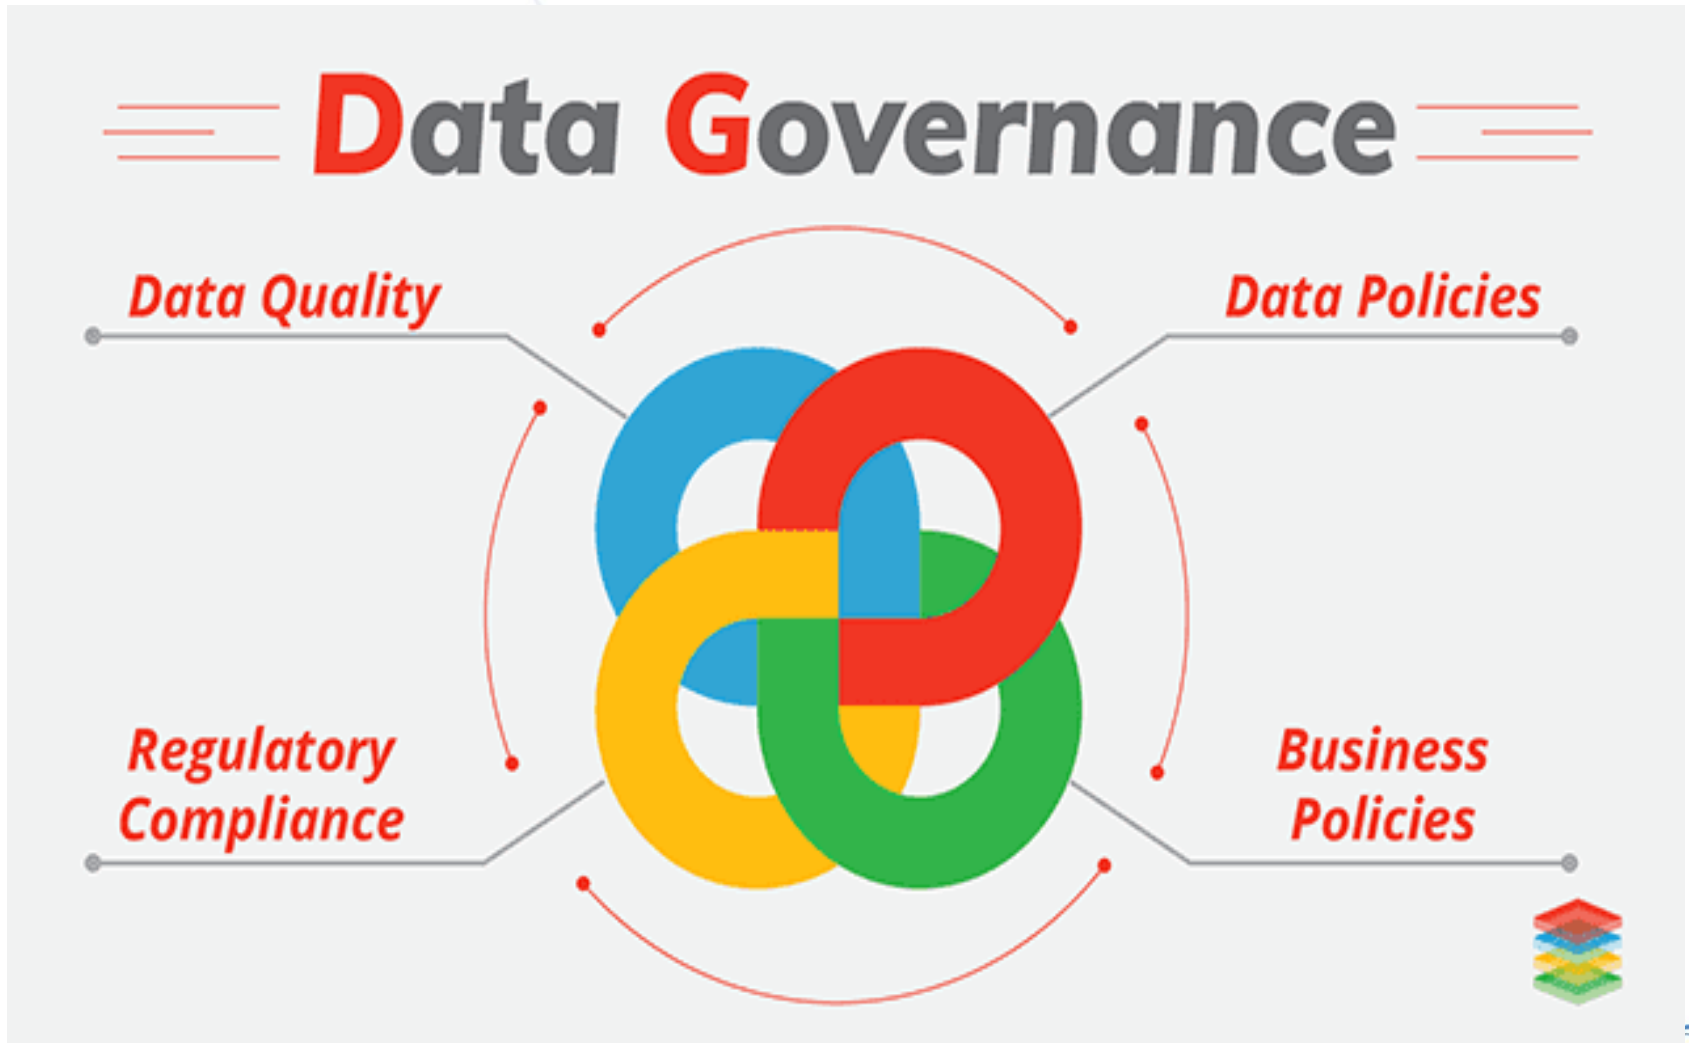 Data Governance
Data Quality
Data Policies
Regulatory
Compliance
Business
Policies